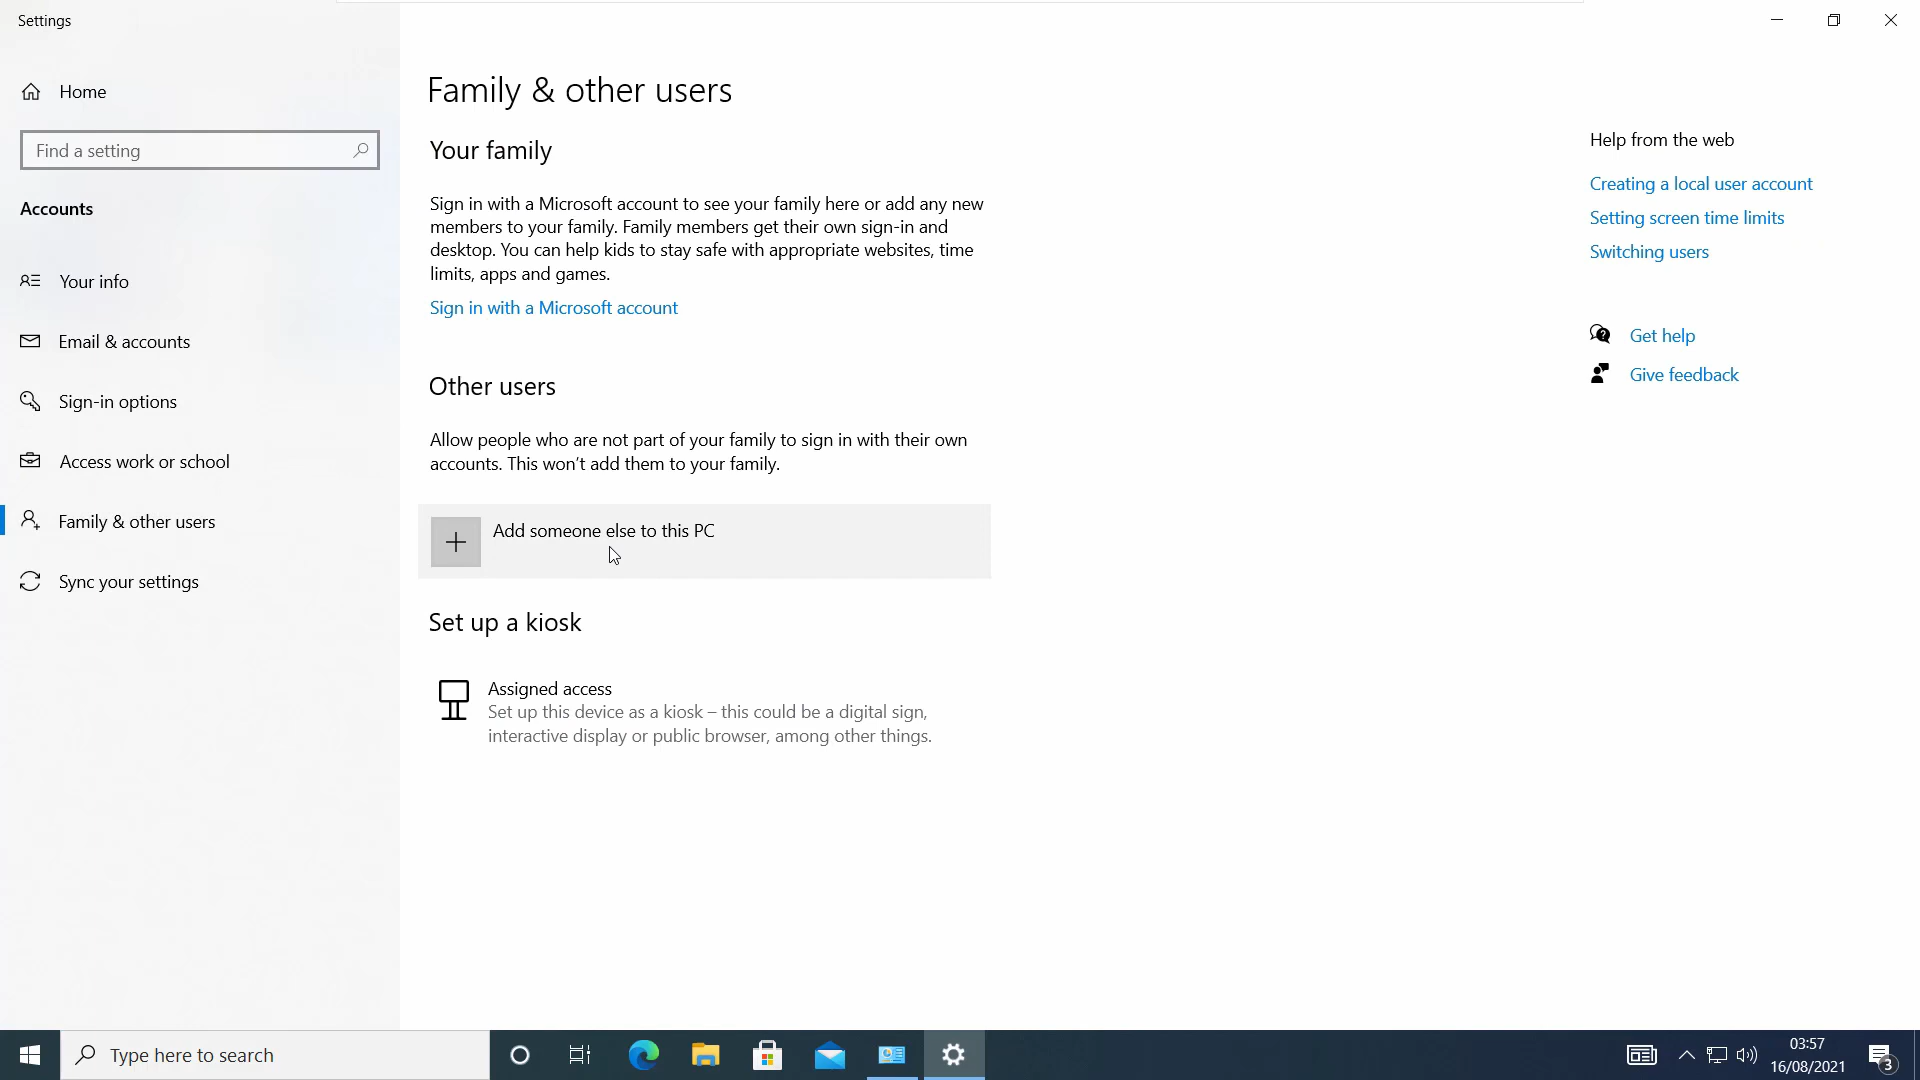 Settings
Home
Find a setting
Accounts
Your info
Email & accounts
Sign-in options
Access work or school
Family & other users
Sync your settings
Family & other users
Your family
Sign in with a Microsoft account to see your family here or add any new
members to your family. Family members get their own sign-in and
desktop. You can help kids to stay safe with appropriate websites, time
limits, apps and games.
Sign in with a Microsoft account
Other users
Allow people who are not part of your family to sign in with their own
accounts. This won’t add them to your family.
Add someone else to this PC
Set up a kiosk
Assigned access
Set up this device as a kiosk – this could be a digital sign,
interactive display or public browser, among other things.
Help from the web
Creating a local user account
Setting screen time limits
Switching users
Get help
Give feedback
Type here to search
03:57
16/08/2021
3